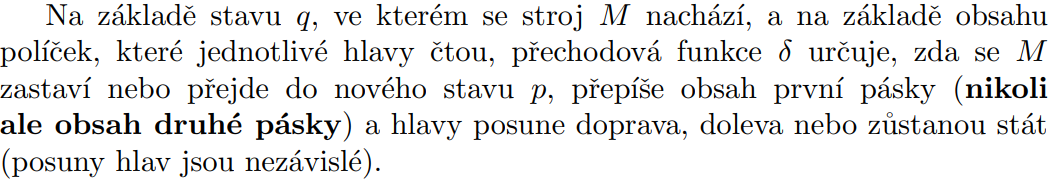 Na základě stavu q, ve kterém se stroj M nachází, a na základě obsahu
políček, které jednotlivé hlavy čtou, přechodová funkce δ určuje, zda se M
zastaví nebo přejde do nového stavu p, přepíše obsah první pásky (nikoli
ale obsah druhé pásky) a hlavy posune doprava, doleva nebo zůstanou stát
(posuny hlav jsou nezávislé).